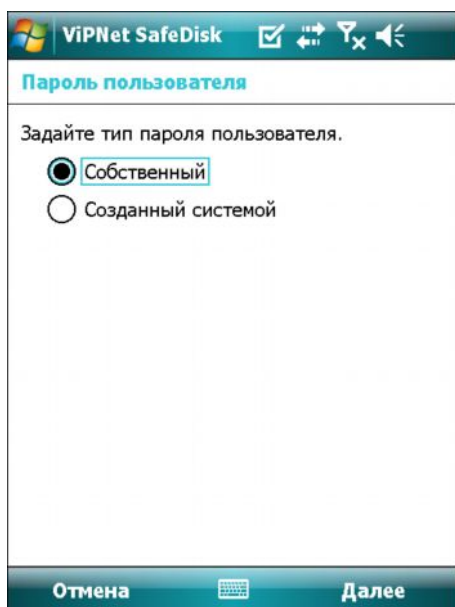 ViPNet SafeDisk
Пароль пользователя
Задайте тип пароля пользователя.
Собственный
Созданный системой
Отмена Далее